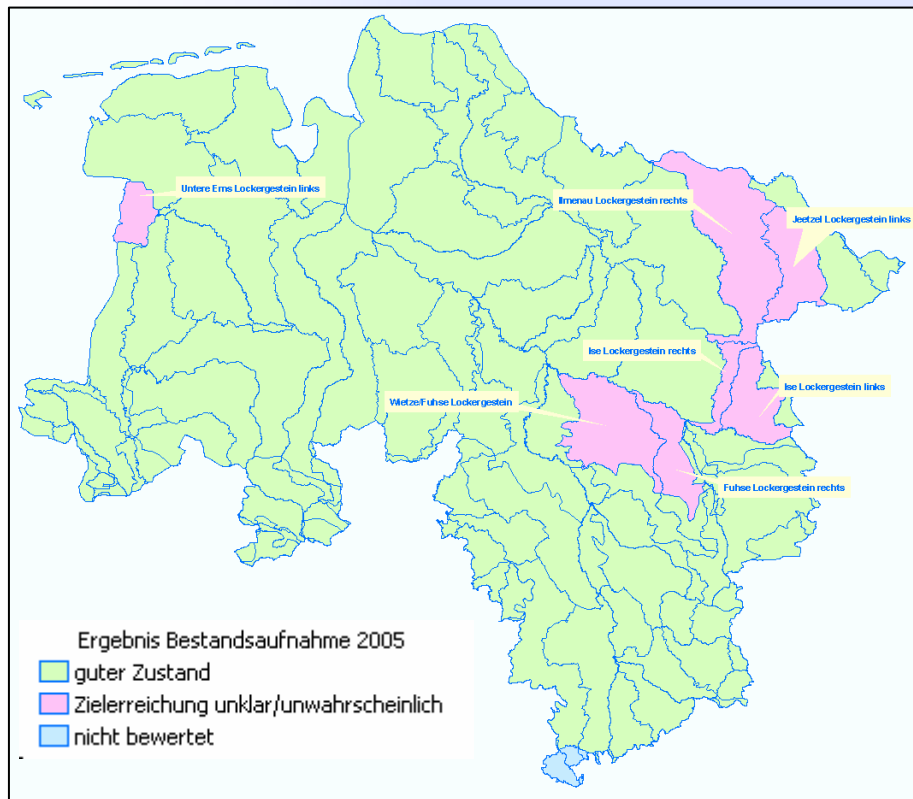 Untere Ems Lockergestein links
Ilmenau Lockergestein rechts
Jeetzel Lockergestein links
Ise Lockergestein rechts
Ise Lockergestein links
Wietze/Fuhse Lockergestein
Fuhse Lockergestein rechts
Ergebnis Bestandsaufnahme 2005
guter Zustand
Zielerreichung unklar/unwahrscheinlich
nicht bewertet